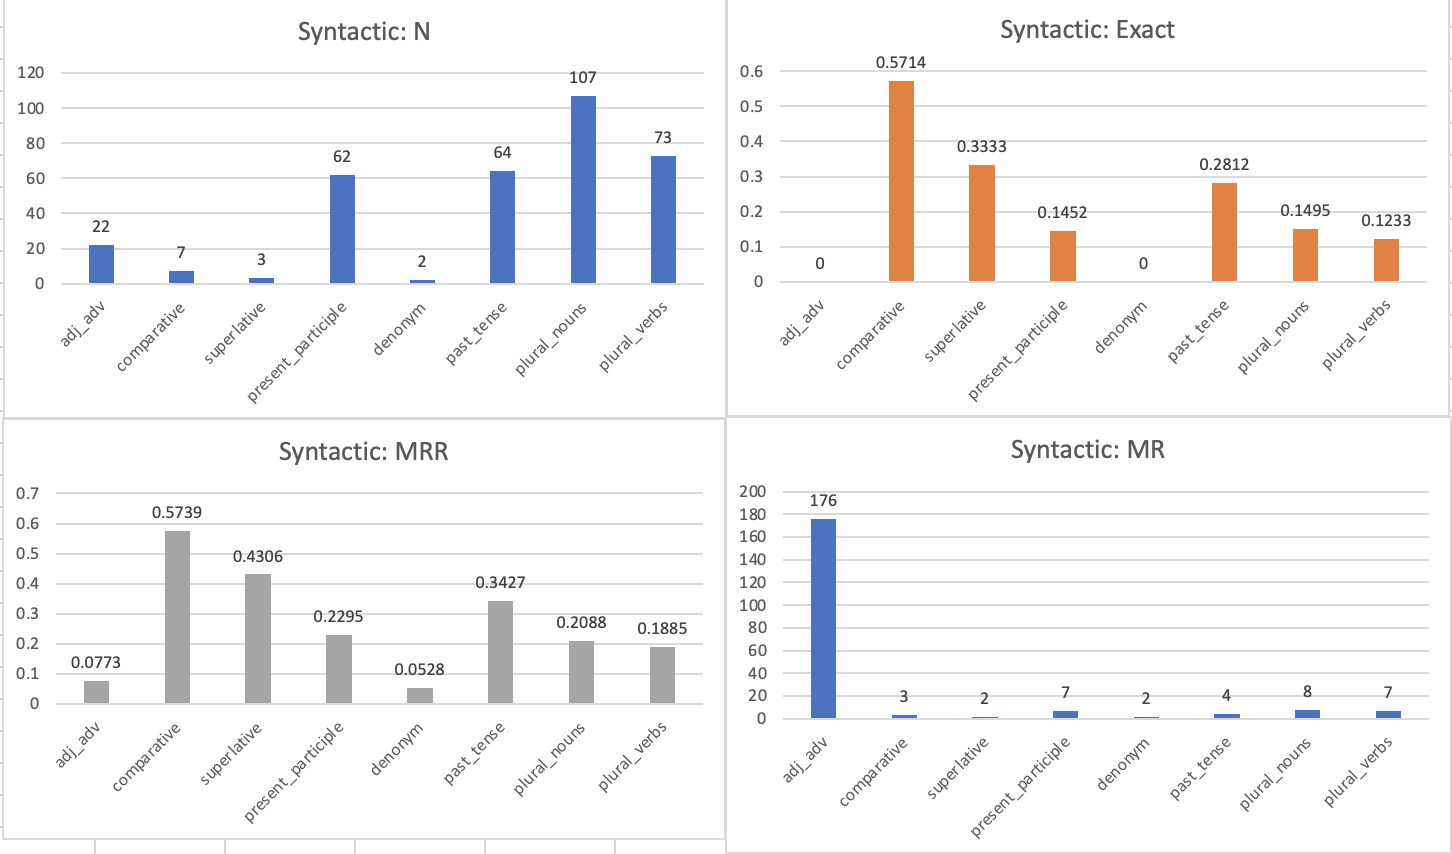 Syntactic: N
120
100
80
60
40
20
0
22
7
3
62
2
64
107
73
adj_adv
comparative
superlative
present_participle
denonym
past_tense
plural_nouns
plural_verbs
Syntactic: Exact
0.6
0.5
0.4
0.3
0.2
0.1
0
0
0.5714
0.3333
0.1452
0
0.2812
0.1495
0.1233
adj_adv
comparative
superlative
present_participle
denonym
past_tense
plural_nouns
plural_verbs
Syntactic: MRR
0.7
0.6
0.5
0.4
0.3
0.2
0.1
0
0.0773
0.5739
0.4306
0.2295
0.0528
0.3427
0.2088
0.1885
adj_adv
comparative
superlative
present_participle
denonym
past_tense
plural_nouns
plural_verbs
Syntactic: MR
200
180
160
140
120
100
80
60
40
20
0
176
3
2
7
2
4
8
7
adj_adv
comparative
superlative
present_participle
denonym
past_tense
plural_nouns
plural_verbs